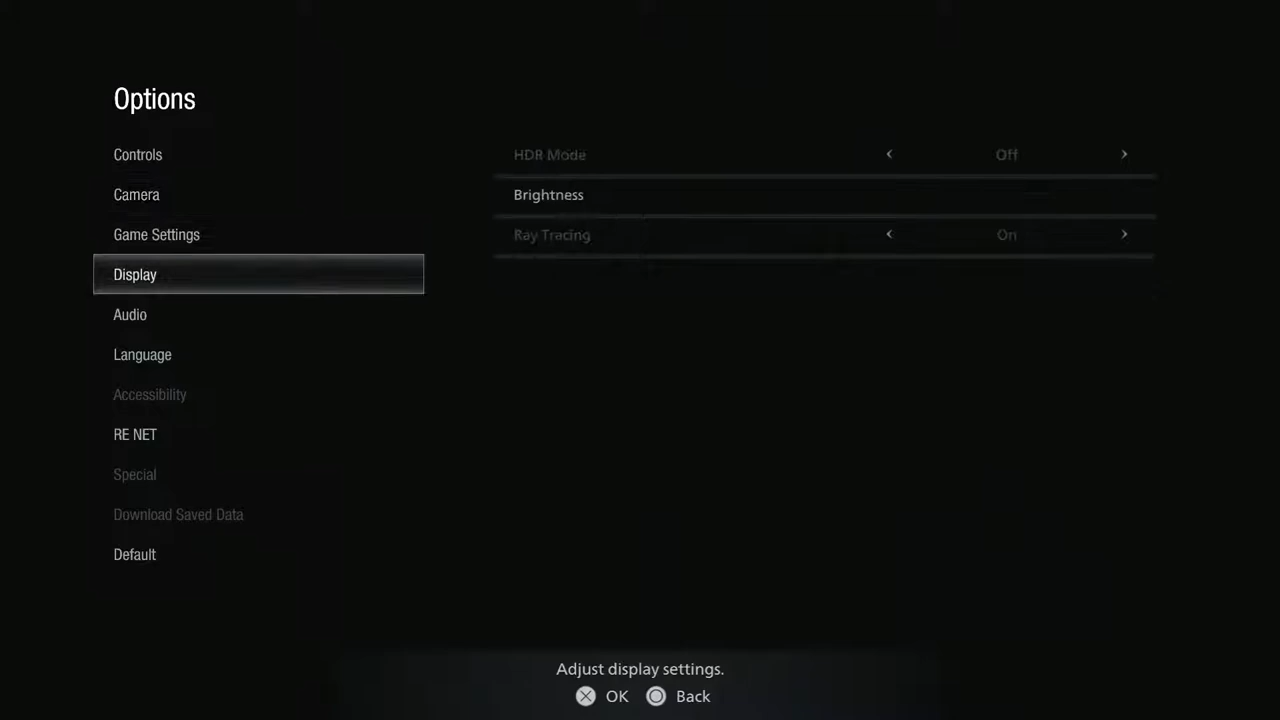 Options
Controls
Camera
Game Settings
Display
Audio
Language
Accessibility
RE NET
Special
Download Saved Data
Default
HDR Mode Off
Brightness
Ray Tracing On
Adjust display settings.
OK Back